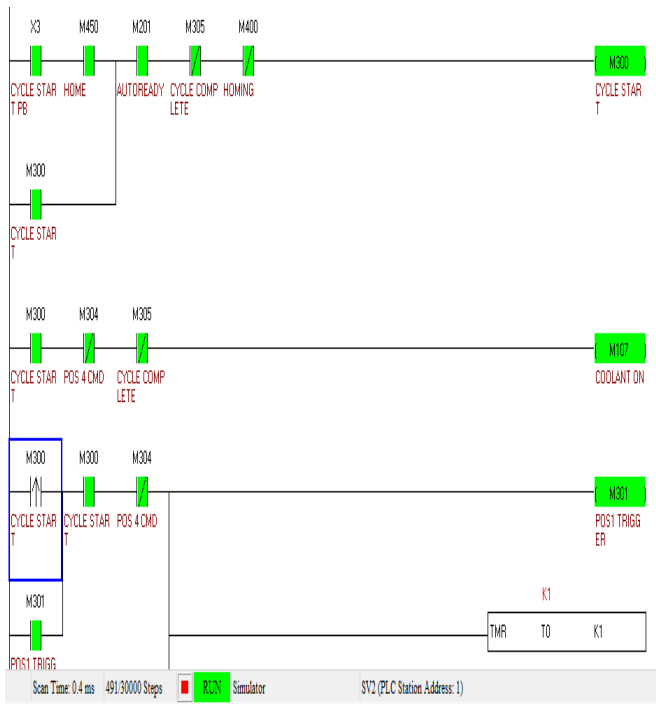 X3 M450 M201 M305 M400
M300
CYCLE STAR HOME AUTOREADY CYCLE COMP HOMING CYCLE STAR
T PB LETE T
M300
CYCLE STAR
T
M300 M304 M305
M107
CYCLE STAR POS 4 CMD CYCLE COMP COOLANT ON
T LETE
M300 M300 M304
M301
CYCLE STAR CYCLE STAR POS 4 CMD POS1 TRIGG
T T ER
K1
M301
TMR T0 K1
POS1 TRIGG
Scan Time: 0.4 ms 491/30000 Steps RUN Simulator SV2 (PLC Station Address: 1)